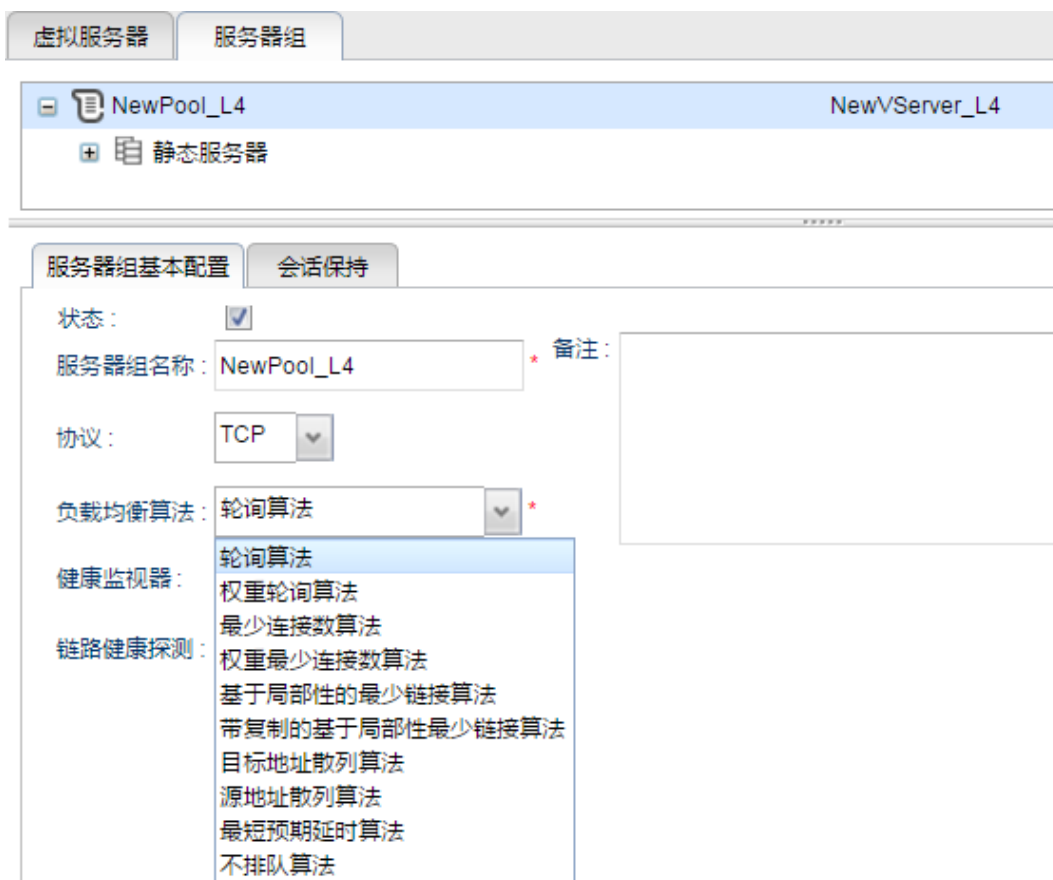 虚拟服务器 服务器组
NewPool_L4 NewVServer_L4
静态服务器
服务器组基本配置 会话保持
状态：
服务器组名称： NewPool_L4 * 备注：
协议： TCP
负载均衡算法： 轮询算法 *
轮询算法
健康监视器：
权重轮询算法
最少连接数算法
链路健康探测：
权重最少连接数算法
基于局部性的最少链接算法
带复制的基于局部性最少链接算法
目标地址散列算法
源地址散列算法
最短预期延时算法
不排队算法